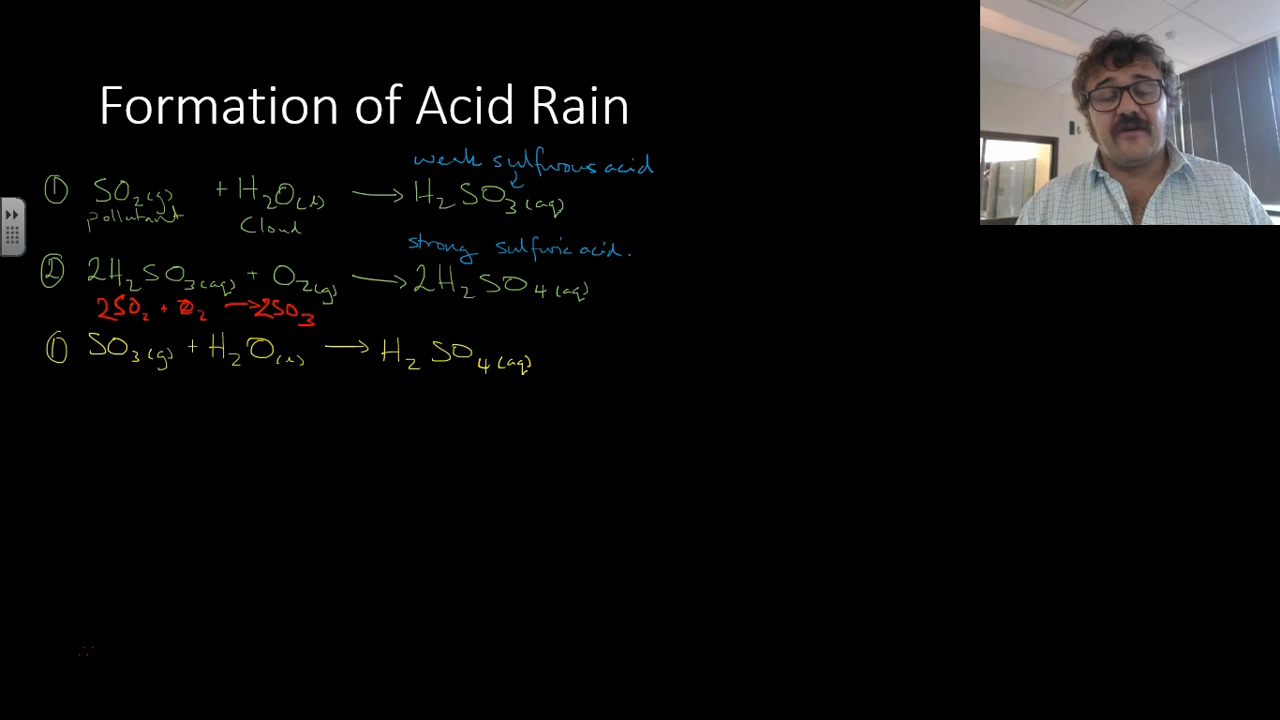 Formation of Acid Rain
weak sulfurous acid
① SO₂(g) + H₂O(l) → H₂SO₃(aq)
pollutant Cloud
strong sulfuric acid.
② 2H₂SO₃(aq) + O₂(g) → 2H₂SO₄(aq)
2SO₂ + O₂ → 2SO₃
① SO₃(g) + H₂O(l) → H₂SO₄(aq)